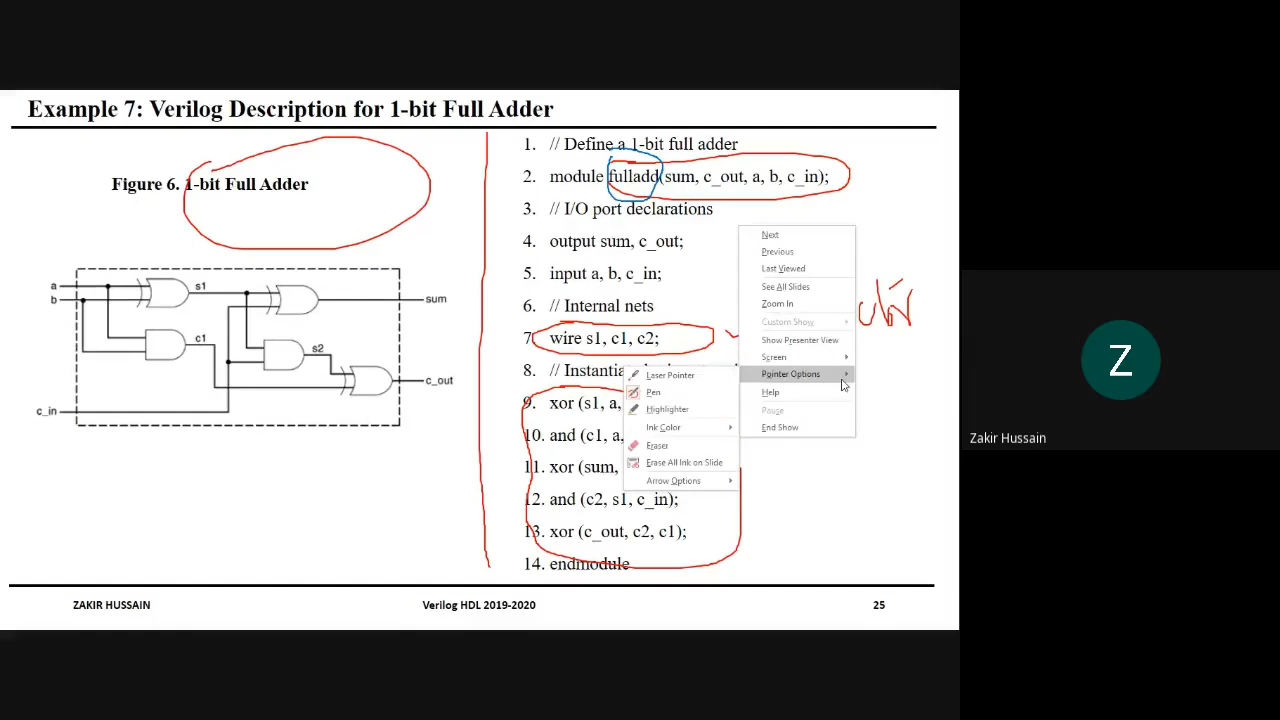 Example 7: Verilog Description for 1-bit Full Adder
Figure 6. 1-bit Full Adder
a
b
c_in
s1
c1
s2
sum
c_out
1. // Define a 1-bit full adder
2. module fulladd(sum, c_out, a, b, c_in);
3. // I/O port declarations
4. output sum, c_out;
5. input a, b, c_in;
6. // Internal nets
7 wire s1, c1, c2;
8. // Instantia
9. xor (s1, a,
10. and (c1, a,
11. xor (sum,
12. and (c2, s1, c_in);
13. xor (c_out, c2, c1);
14. endmodule
Next
Previous
Last Viewed
See All Slides
Zoom In
Custom Show
Show Presenter View
Screen
Pointer Options
Help
Pause
End Show
Laser Pointer
Pen
Highlighter
Ink Color
Eraser
Erase All Ink on Slide
Arrow Options
ZAKIR HUSSAIN
Verilog HDL 2019-2020
25
Z
Zakir Hussain